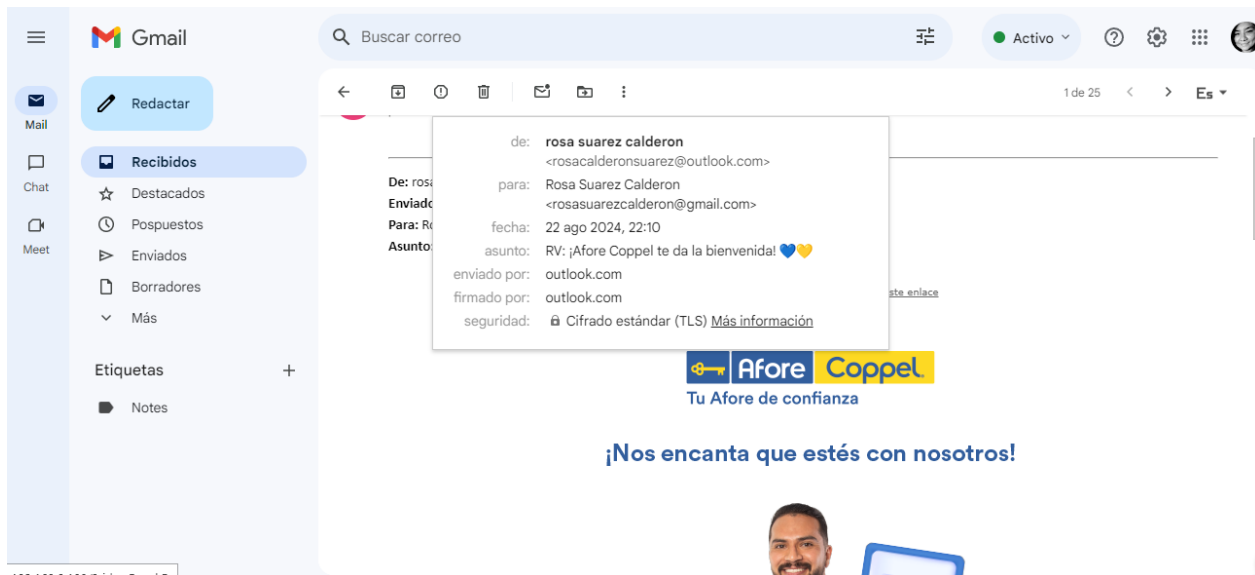 Gmail
Buscar correo
Activo
Redactar
1 de 25
Es
Mail
Recibidos
Chat
Destacados
Pospuestos
Meet
Enviados
Borradores
Más
Etiquetas
Notes
de: rosa suarez calderon
<rosacalderonsuarez@outlook.com>
para: Rosa Suarez Calderon
<rosasuarezcalderon@gmail.com>
fecha: 22 ago 2024, 22:10
asunto: RV: ¡Afore Coppel te da la bienvenida! 💙💛
enviado por: outlook.com
firmado por: outlook.com
seguridad: Cifrado estándar (TLS) Más información
De:
Para:
Asunto:
enlace
Afore Coppel
Tu Afore de confianza
¡Nos encanta que estés con nosotros!